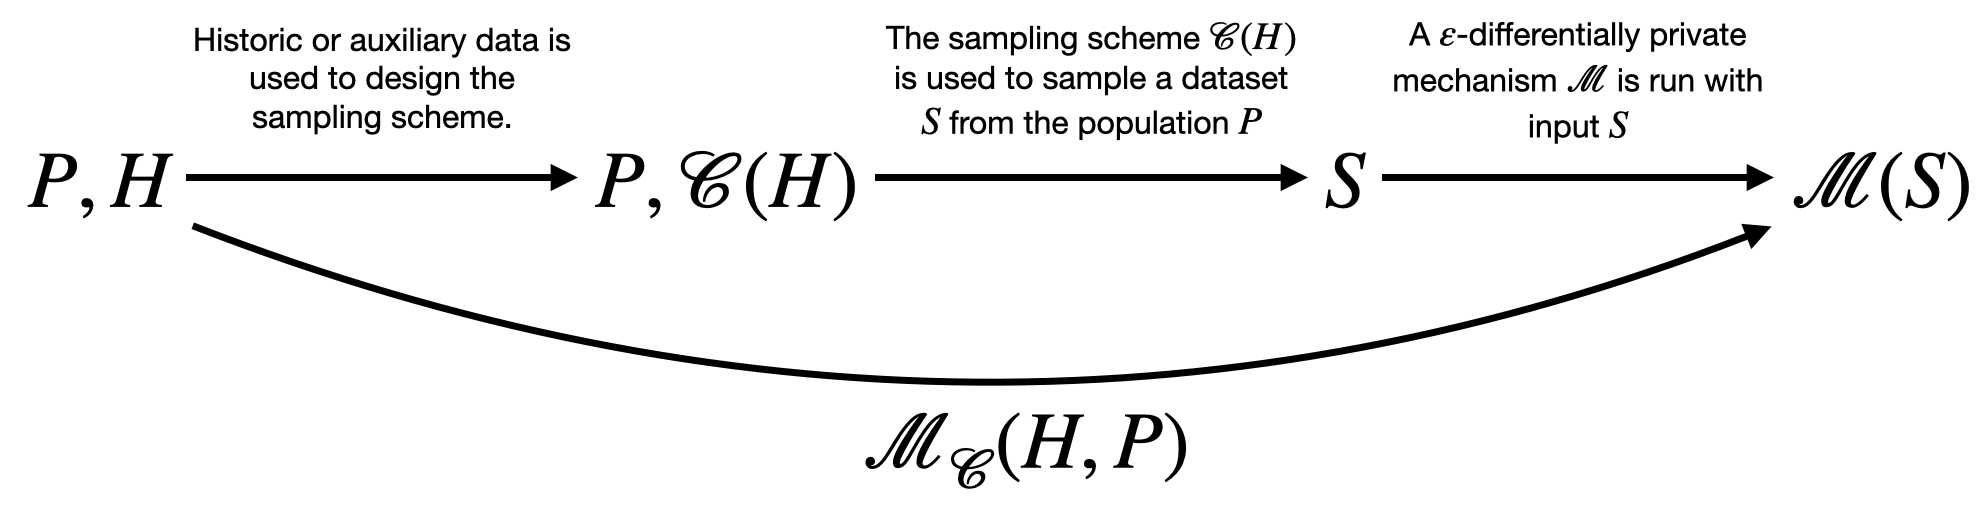 Historic or auxiliary data is
used to design the
sampling scheme.
The sampling scheme 𝒞(H)
is used to sample a dataset
S from the population P
A ε-differentially private
mechanism ℳ is run with
input S
P, H
P, 𝒞(H)
S
ℳ(S)
ℳ_𝒞(H, P)